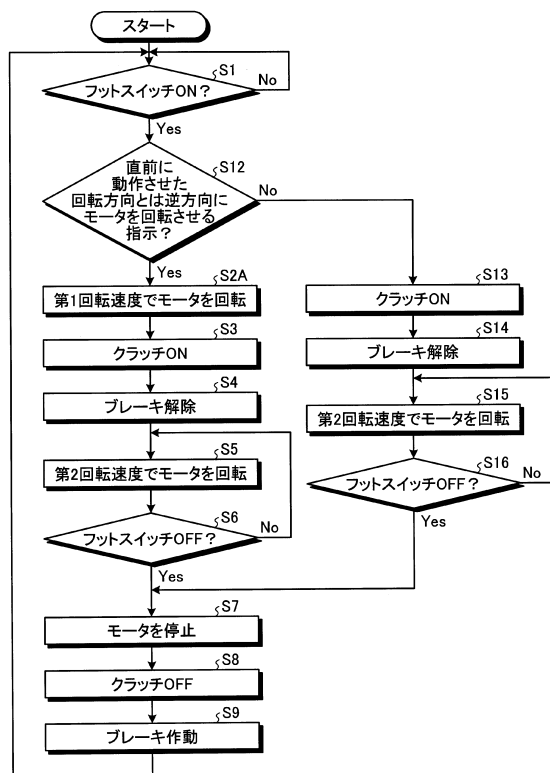 スタート
S1
フットスイッチON?
No
Yes
S12
直前に
動作させた
回転方向とは逆方向に
モータを回転させる
指示?
No
Yes
S2A
第1回転速度でモータを回転
S3
クラッチON
S4
ブレーキ解除
S5
第2回転速度でモータを回転
S6
フットスイッチOFF?
No
Yes
S13
クラッチON
S14
ブレーキ解除
S15
第2回転速度でモータを回転
S16
フットスイッチOFF?
No
Yes
S7
モータを停止
S8
クラッチOFF
S9
ブレーキ作動